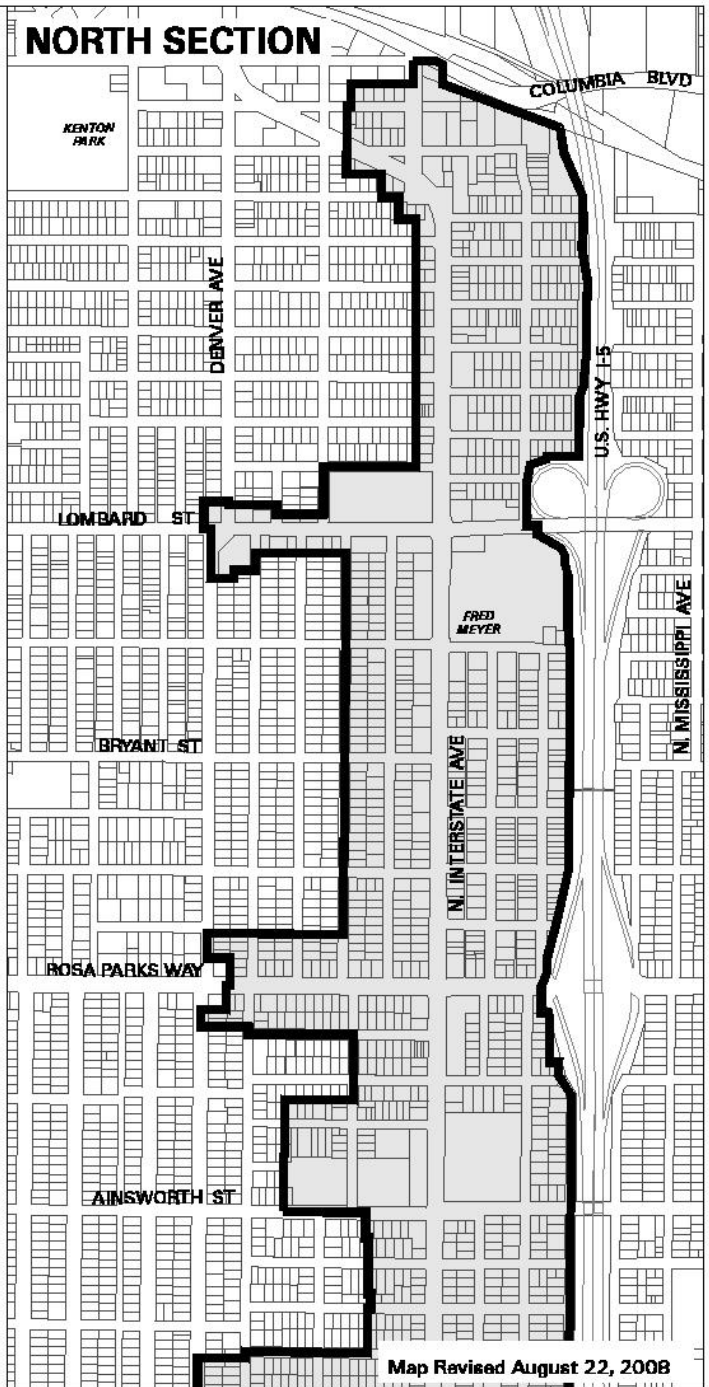 NORTH SECTION
COLUMBIA BLVD
KENTON
PARK
DENVER AVE
U.S. HWY I-5
LOMBARD ST
FRED
MEYER
N. MISSISSIPPI AVE
BRYANT ST
N. INTERSTATE AVE
ROSA PARKS WAY
AINSWORTH ST
Map Revised August 22, 2008